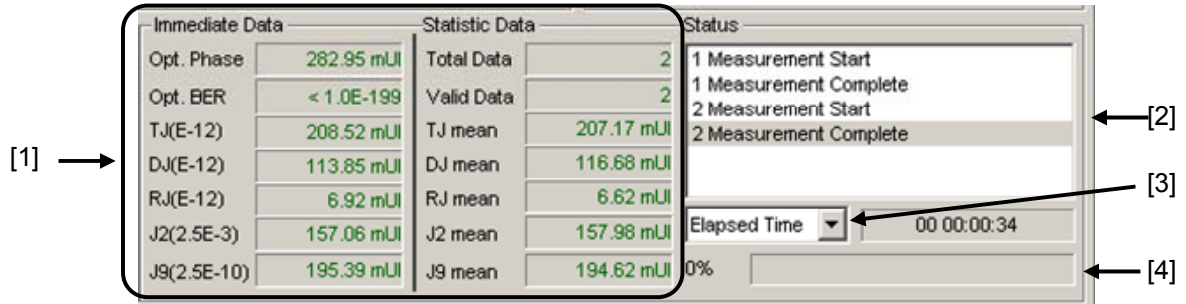 Immediate Data Statistic Data Status
Opt. Phase 282.95 mUI Total Data 2 1 Measurement Start
1 Measurement Complete
Opt. BER < 1.0E-199 Valid Data 2 2 Measurement Start
[2]
TJ(E-12) 208.52 mUI TJ mean 207.17 mUI 2 Measurement Complete
[1] DJ(E-12) 113.85 mUI DJ mean 116.68 mUI
[3]
RJ(E-12) 6.92 mUI RJ mean 6.62 mUI
Elapsed Time 00 00:00:34
J2(2.5E-3) 157.06 mUI J2 mean 157.98 mUI
J9(2.5E-10) 195.39 mUI J9 mean 194.62 mUI 0% [4]